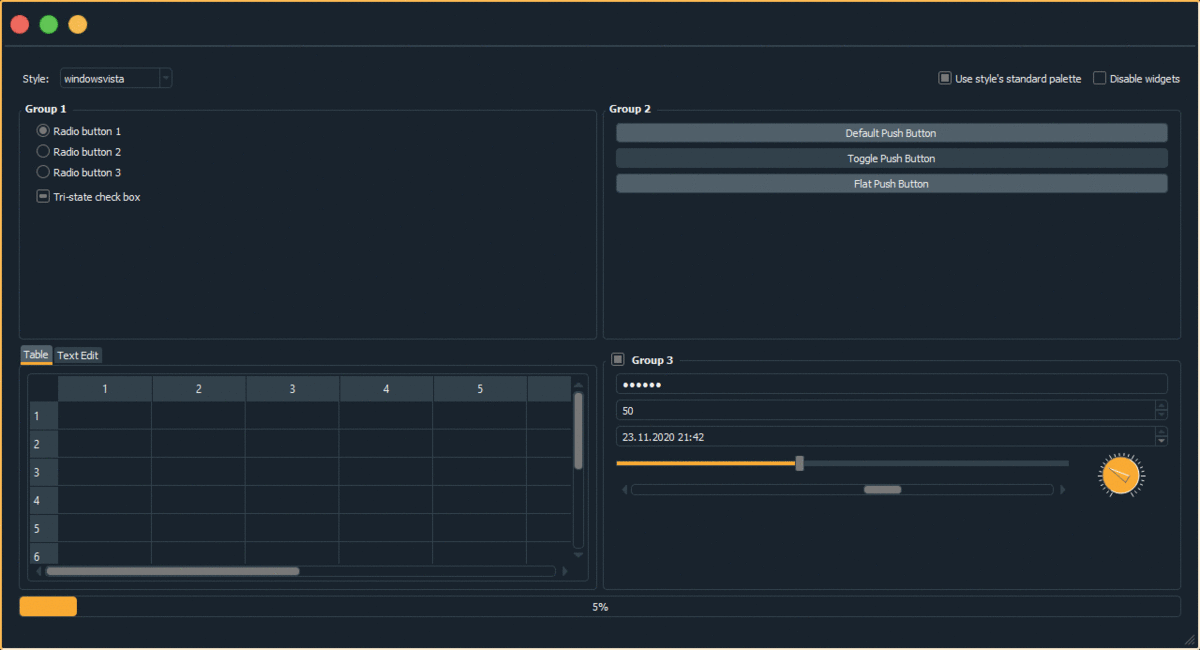 Style: windowsvista Use style's standard palette Disable widgets
Group 1
Radio button 1
Radio button 2
Radio button 3
Tri-state check box
Group 2
Default Push Button
Toggle Push Button
Flat Push Button
Table Text Edit
1 2 3 4 5
1
2
3
4
5
6
Group 3
●●●●●●
50
23.11.2020 21:42
5%